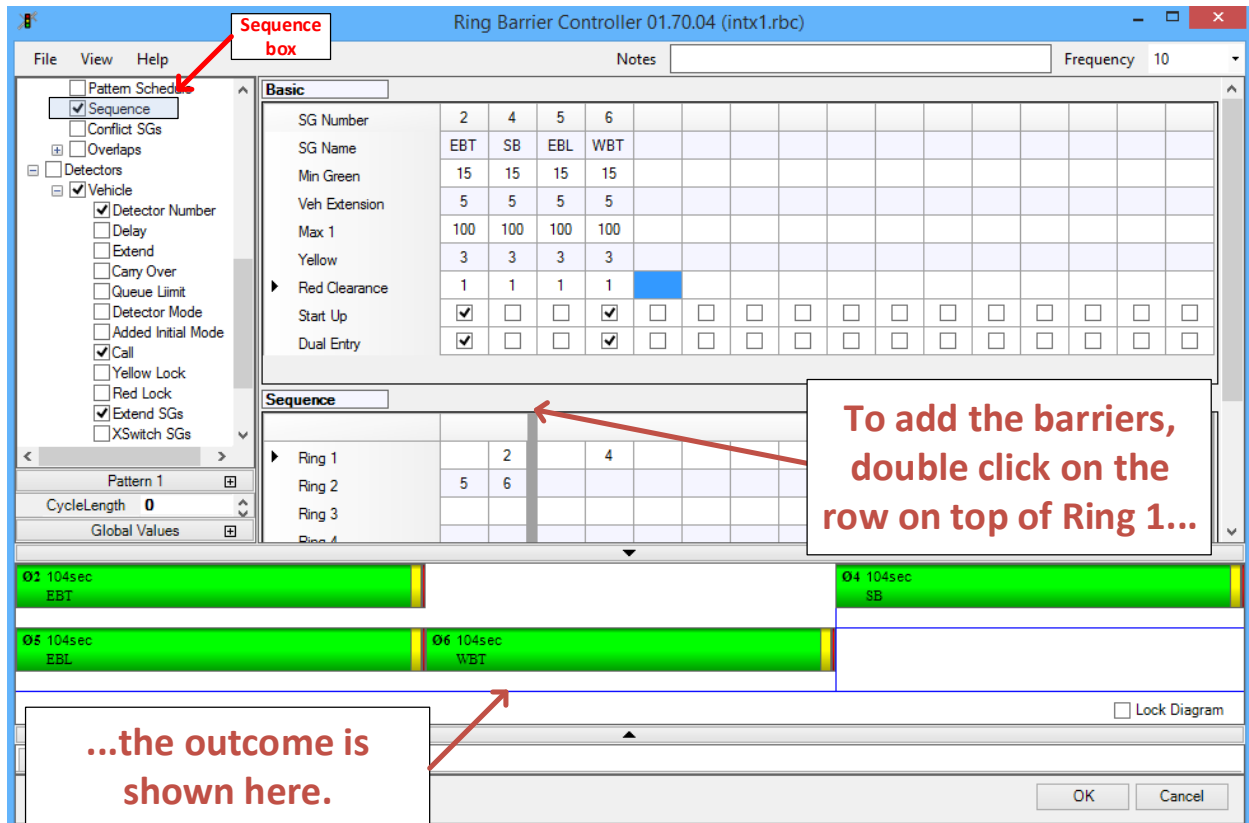 Ring Barrier Controller 01.70.04 (intx1.rbc)
Sequence
box
File View Help
Notes
Frequency 10
Pattern Schedule
Sequence
Conflict SGs
Overlaps
Detectors
Vehicle
Detector Number
Delay
Extend
Carry Over
Queue Limit
Detector Mode
Added Initial Mode
Call
Yellow Lock
Red Lock
Extend SGs
XSwitch SGs
Pattern 1
CycleLength 0
Global Values
Basic
SG Number 2 4 5 6
SG Name EBT SB EBL WBT
Min Green 15 15 15 15
Veh Extension 5 5 5 5
Max 1 100 100 100 100
Yellow 3 3 3 3
Red Clearance 1 1 1 1
Start Up
Dual Entry
Sequence
Ring 1 2 4
Ring 2 5 6
Ring 3
Ring 4
To add the barriers,
double click on the
row on top of Ring 1...
Ø2 104sec
EBT
Ø4 104sec
SB
Ø5 104sec
EBL
Ø6 104sec
WBT
Lock Diagram
...the outcome is
shown here.
OK Cancel